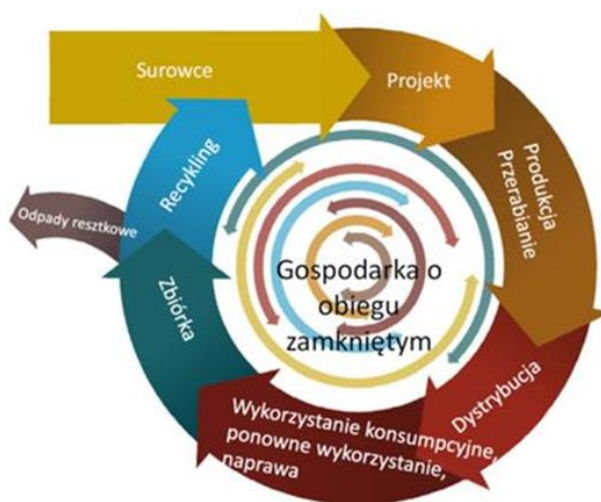 Surowce
Projekt
Produkcja
Przerabianie
Dystrybucja
Wykorzystanie konsumpcyjne,
ponowne wykorzystanie,
naprawa
Zbiórka
Odpady resztkowe
Recykling
Gospodarka o
obiegu
zamkniętym